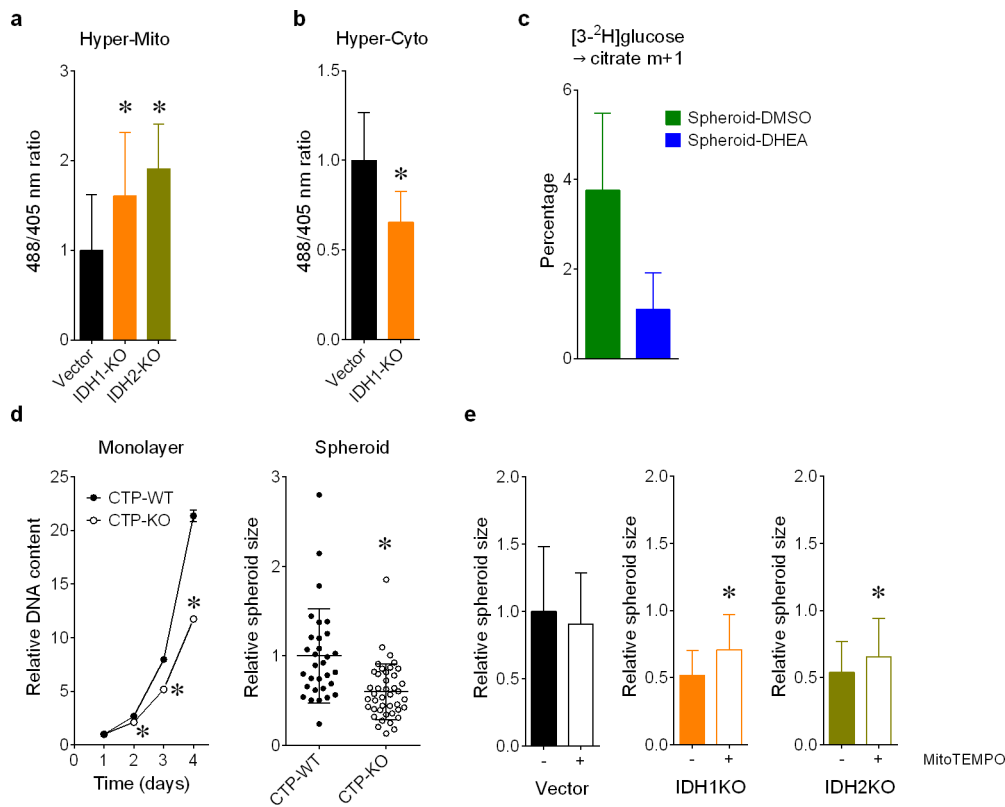 a
Hyper-Mito
488/405 nm ratio
3
2
1
0
*
*
Vector
IDH1-KO
IDH2-KO
b
Hyper-Cyto
488/405 nm ratio
1.5
1.0
0.5
0
*
Vector
IDH1-KO
c
[3-²H]glucose
→ citrate m+1
Percentage
6
4
2
0
Spheroid-DMSO
Spheroid-DHEA
d
Monolayer
Relative DNA content
25
20
15
10
5
0
CTP-WT
CTP-KO
*
*
*
0 1 2 3 4
Time (days)
Spheroid
Relative spheroid size
3
2
1
0
*
CTP-WT
CTP-KO
e
Relative spheroid size
2.0
1.5
1.0
0.5
0.0
- +
Vector
Relative spheroid size
2.0
1.5
1.0
0.5
0.0
*
- +
IDH1KO
Relative spheroid size
2.0
1.5
1.0
0.5
0.0
*
- +
IDH2KO
MitoTEMPO